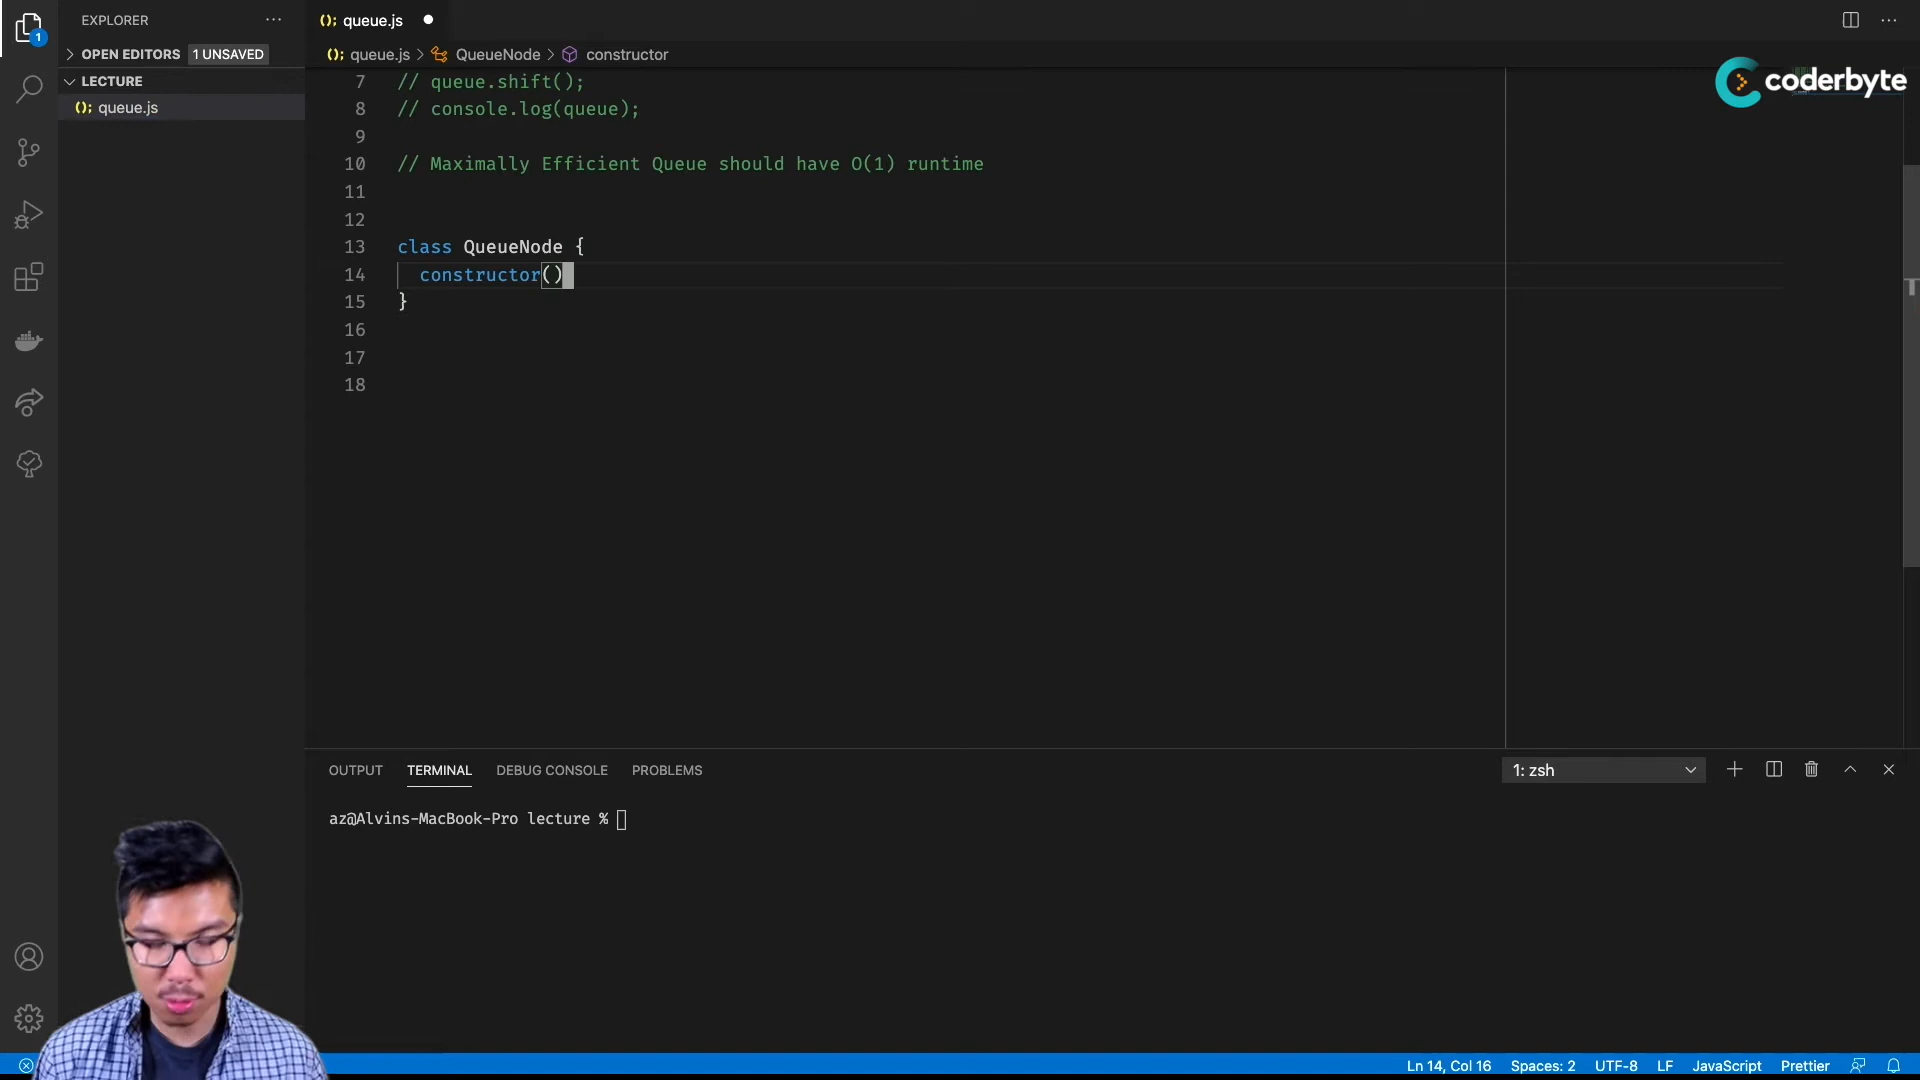 EXPLORER
queue.js
OPEN EDITORS 1 UNSAVED
queue.js > QueueNode > constructor
LECTURE
queue.js
coderbyte
7 // queue.shift();
8 // console.log(queue);
9
10 // Maximally Efficient Queue should have O(1) runtime
11
12
13 class QueueNode {
14 constructor()
15 }
16
17
18
OUTPUT TERMINAL DEBUG CONSOLE PROBLEMS
1: zsh
az@Alvins-MacBook-Pro lecture %
Ln 14, Col 16 Spaces: 2 UTF-8 LF JavaScript Prettier
1